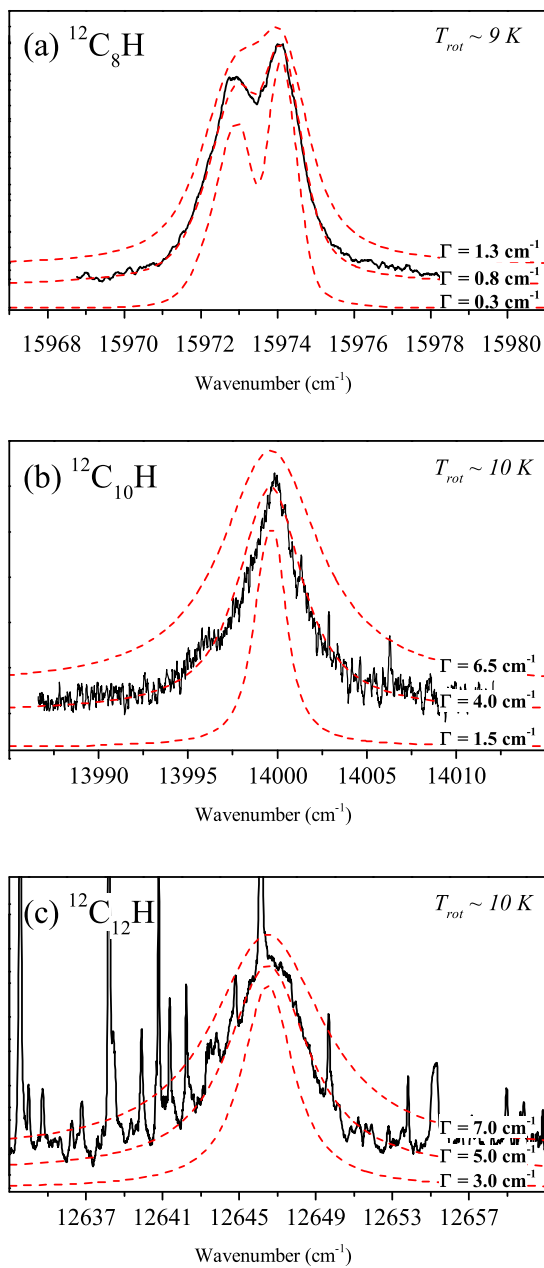 (a) ¹²C₈H T_rot ~ 9 K
Γ = 1.3 cm⁻¹
Γ = 0.8 cm⁻¹
Γ = 0.3 cm⁻¹
15968 15970 15972 15974 15976 15978 15980
Wavenumber (cm⁻¹)
(b) ¹²C₁₀H T_rot ~ 10 K
Γ = 6.5 cm⁻¹
Γ = 4.0 cm⁻¹
Γ = 1.5 cm⁻¹
13990 13995 14000 14005 14010
Wavenumber (cm⁻¹)
(c) ¹²C₁₂H T_rot ~ 10 K
Γ = 7.0 cm⁻¹
Γ = 5.0 cm⁻¹
Γ = 3.0 cm⁻¹
12637 12641 12645 12649 12653 12657
Wavenumber (cm⁻¹)